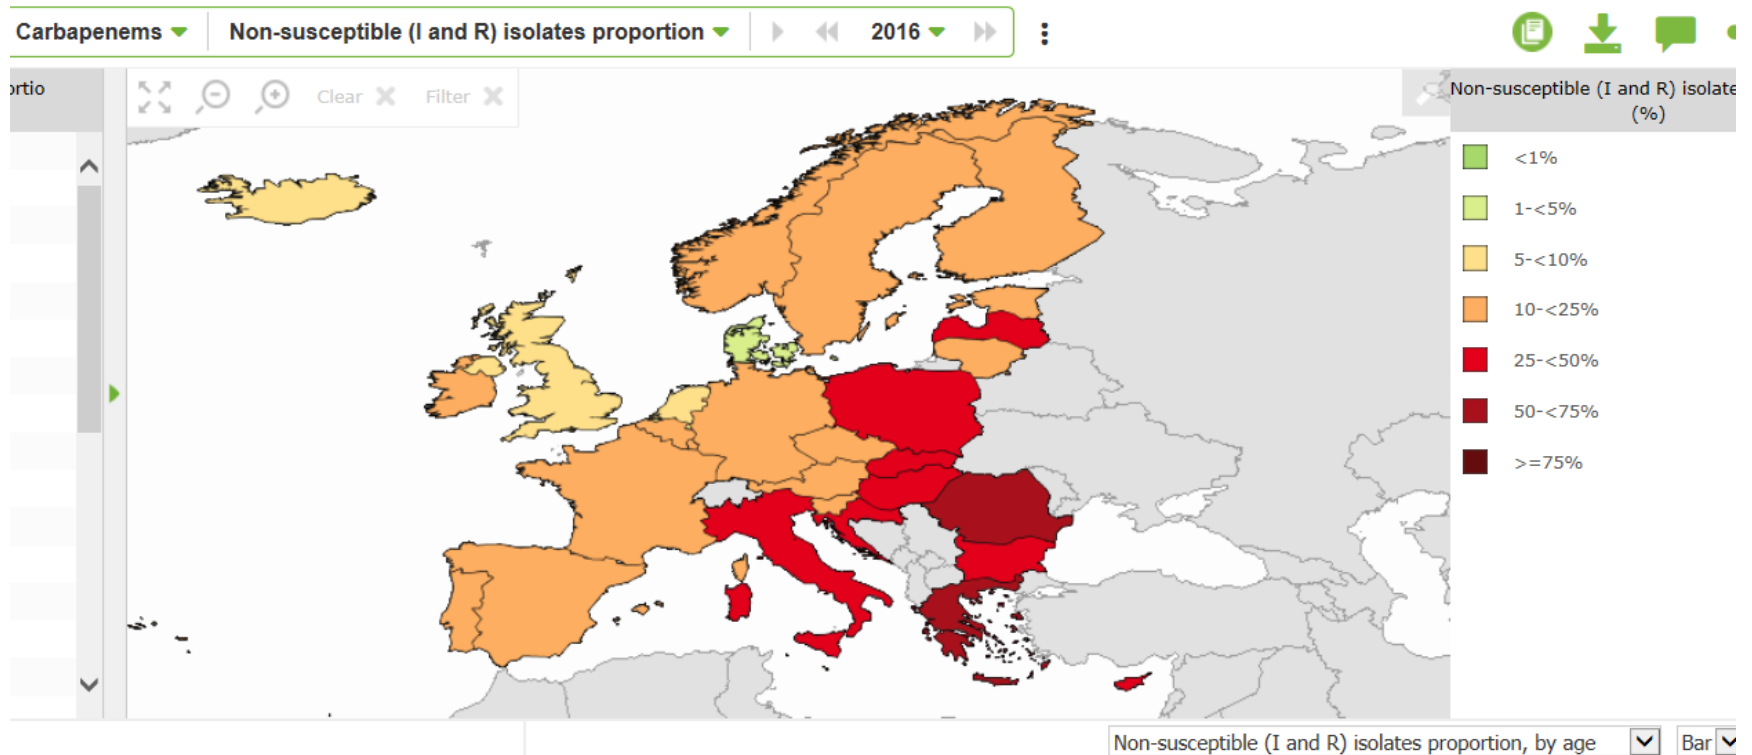 Carbapenems Non-susceptible (I and R) isolates proportion 2016
ortio
Clear Filter
Non-susceptible (I and R) isolate
(%)
<1%
1-<5%
5-<10%
10-<25%
25-<50%
50-<75%
>=75%
Non-susceptible (I and R) isolates proportion, by age Bar